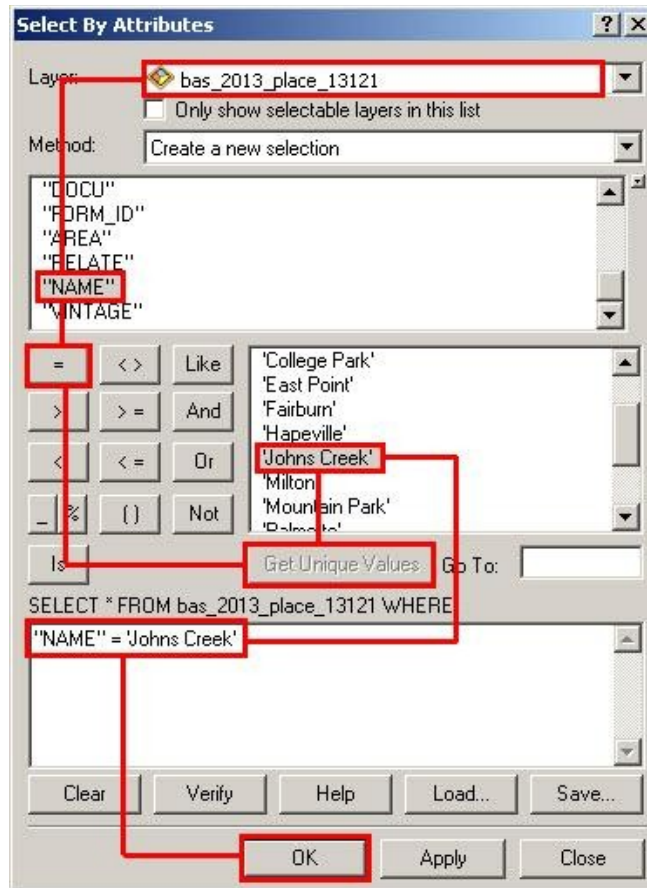 Select By Attributes
Layer: bas_2013_place_13121
Only show selectable layers in this list
Method: Create a new selection
"DOCU"
"FORM_ID"
"AREA"
"RELATE"
"NAME"
"VINTAGE"
= < > Like
> > = And
< < = Or
_ % ( ) Not
Is
'College Park'
'East Point'
'Fairburn'
'Hapeville'
'Johns Creek'
'Milton'
'Mountain Park'
'Palmetto'
Get Unique Values Go To:
SELECT * FROM bas_2013_place_13121 WHERE
"NAME" = 'Johns Creek'
Clear Verify Help Load... Save...
OK Apply Close